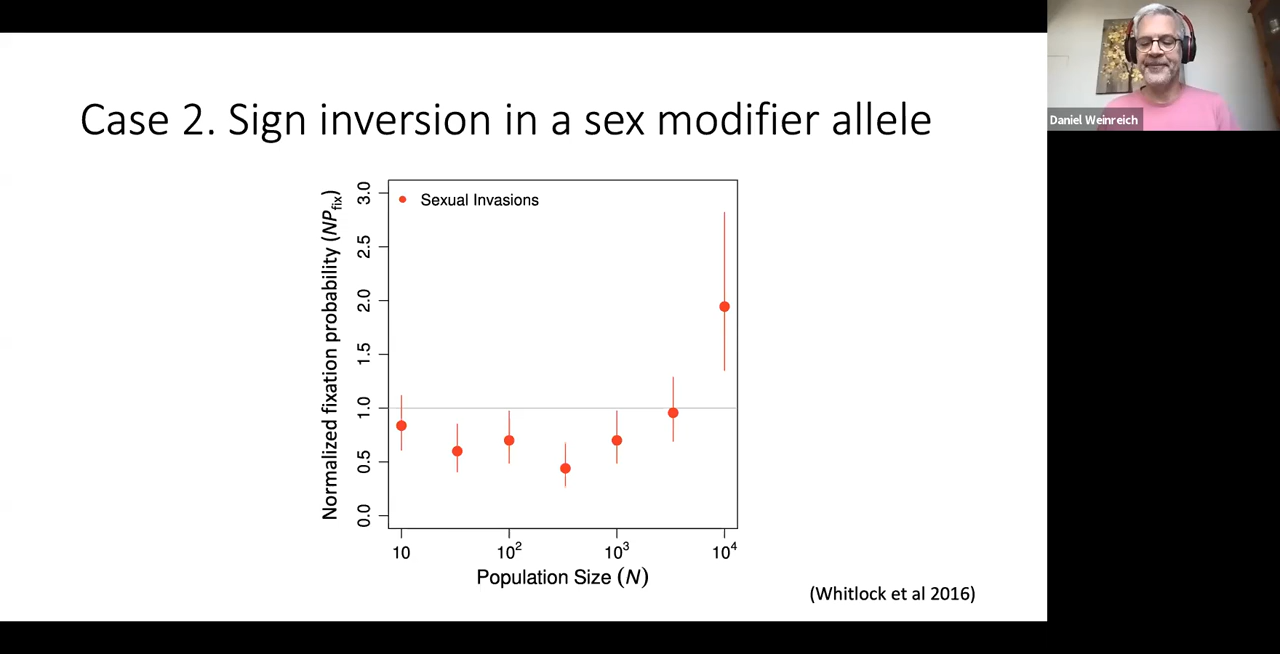 Case 2. Sign inversion in a sex modifier allele
Daniel Weinreich
Sexual Invasions
Normalized fixation probability (NPfix)
3.0
2.5
2.0
1.5
1.0
0.5
0.0
10 10² 10³ 10⁴
Population Size (N)
(Whitlock et al 2016)